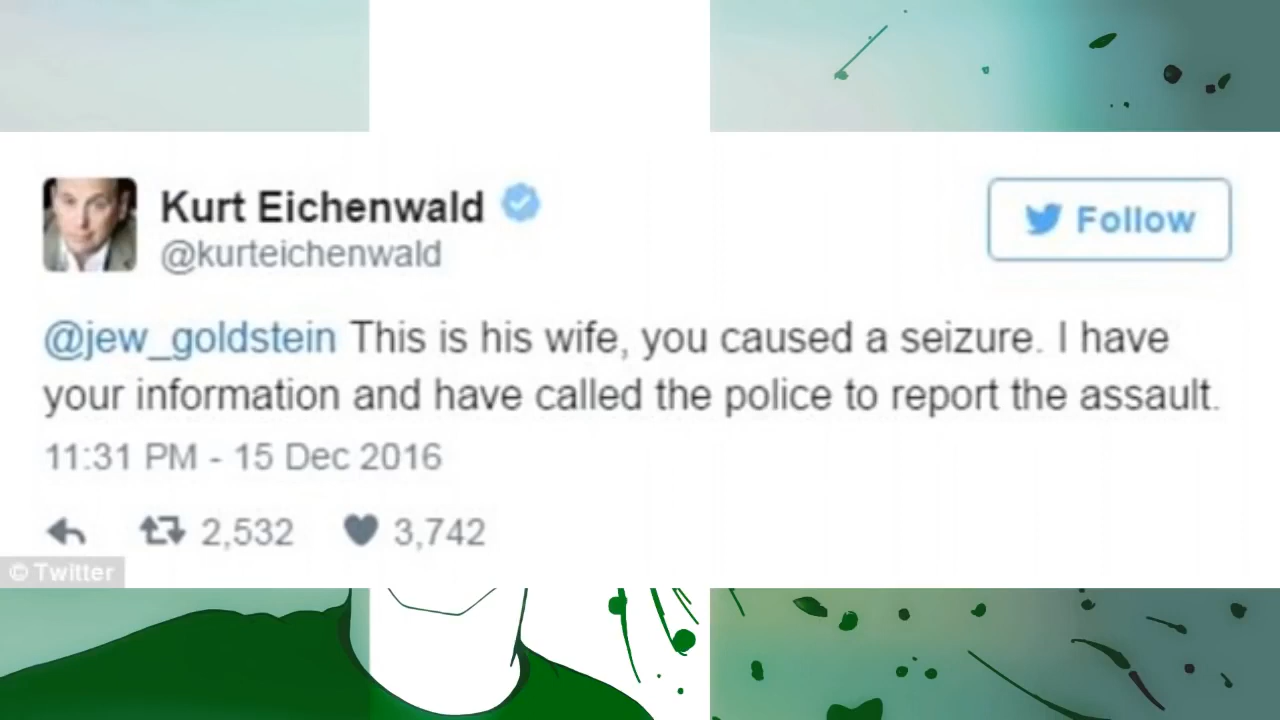 Kurt Eichenwald
@kurteichenwald
Follow
@jew_goldstein This is his wife, you caused a seizure. I have
your information and have called the police to report the assault.
11:31 PM - 15 Dec 2016
2,532 3,742
© Twitter